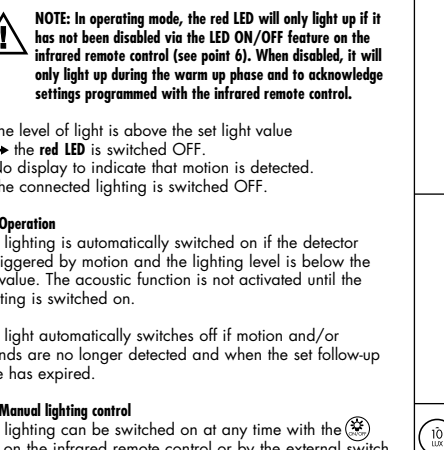 NOTE: In operating mode, the red LED will only light up if it
has not been disabled via the LED ON/OFF feature on the
infrared remote control (see point 6). When disabled, it will
only light up during the warm up phase and to acknowledge
settings programmed with the infrared remote control.
he level of light is above the set light value
→ the red LED is switched OFF.
o display to indicate that motion is detected.
he connected lighting is switched OFF.
Operation
lighting is automatically switched on if the detector
iggered by motion and the lighting level is below the
value. The acoustic function is not activated until the
ting is switched on.
light automatically switches off if motion and/or
nds are no longer detected and when the set follow-up
e has expired.
Manual lighting control
lighting can be switched on at any time with the ON/OFF
on the infrared remote control or by the external switch
10
LUX